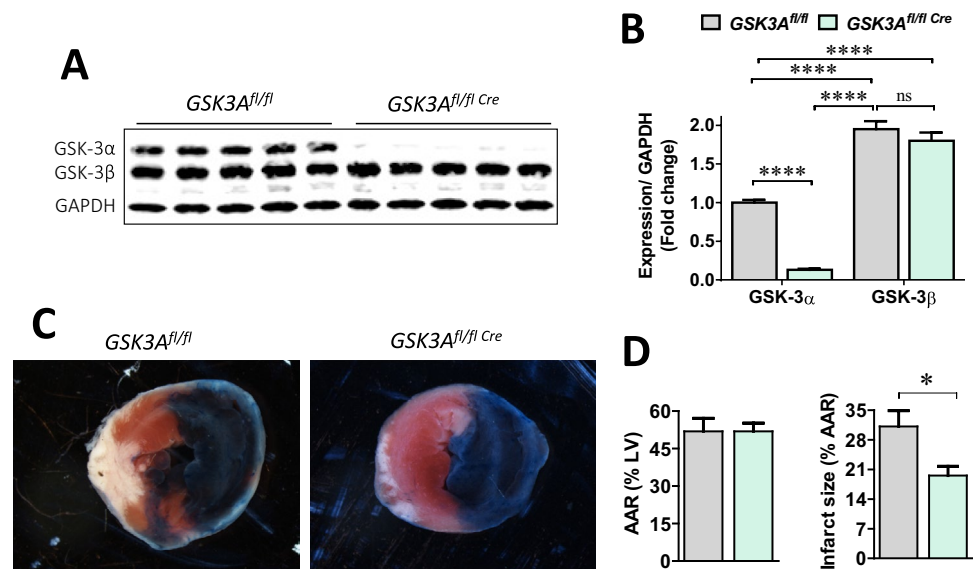 A
GSK3A^fl/fl GSK3A^fl/fl Cre
GSK-3α
GSK-3β
GAPDH
B
GSK3A^fl/fl GSK3A^fl/fl Cre
****
****
**** ns
****
Expression/ GAPDH
(Fold change)
2.0
1.5
1.0
0.5
0.0
GSK-3α GSK-3β
C
GSK3A^fl/fl GSK3A^fl/fl Cre
D
AAR (% LV)
60
45
30
15
0
Infarct size (% AAR)
35
28
21
14
7
0
*